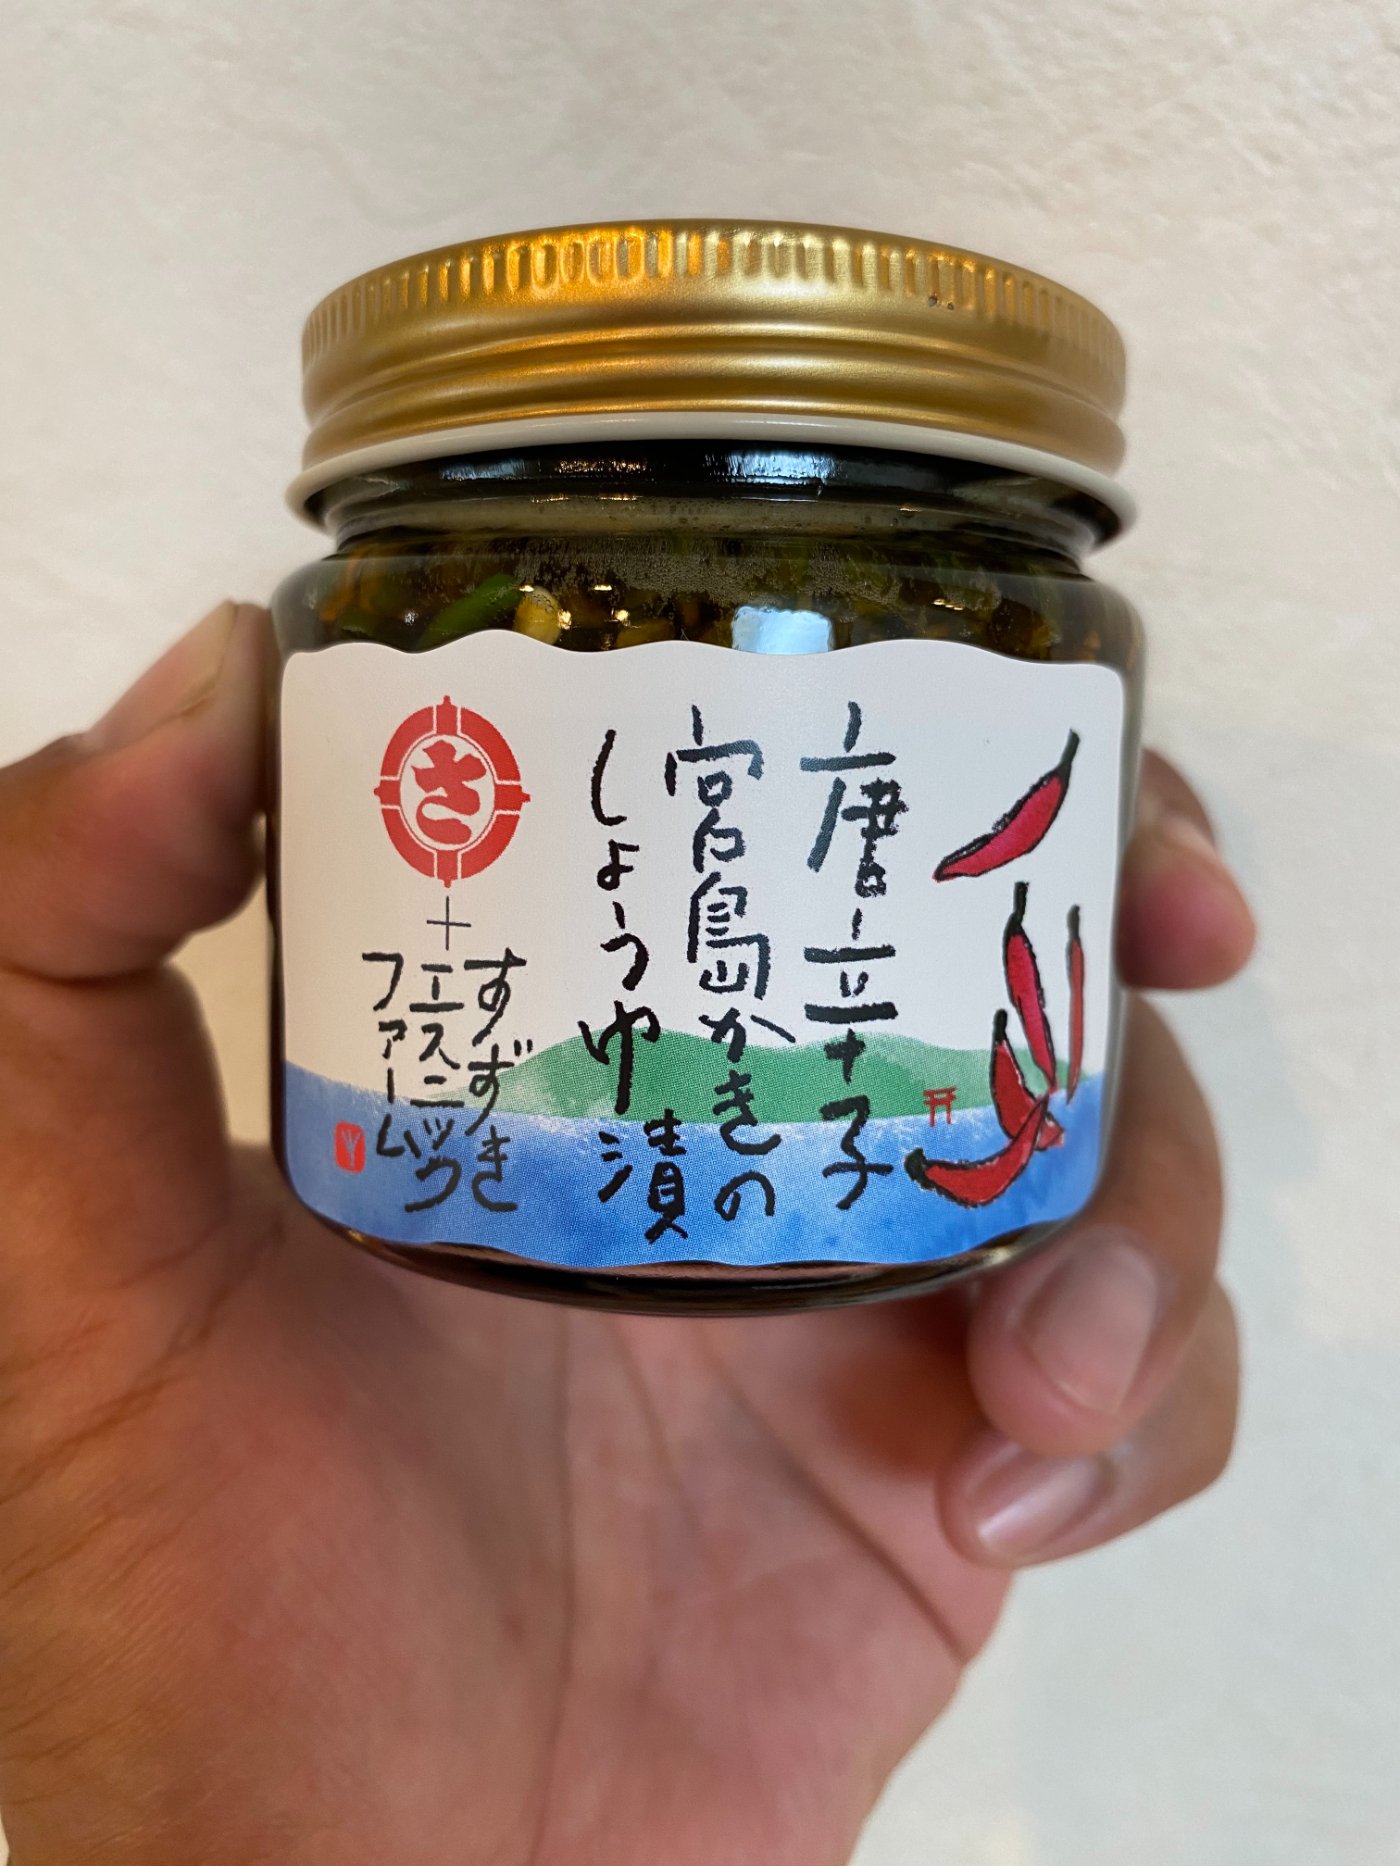 唐辛子
宮島かきの
しょうゆ漬
さ
＋
すずき
エスニック
ファーム